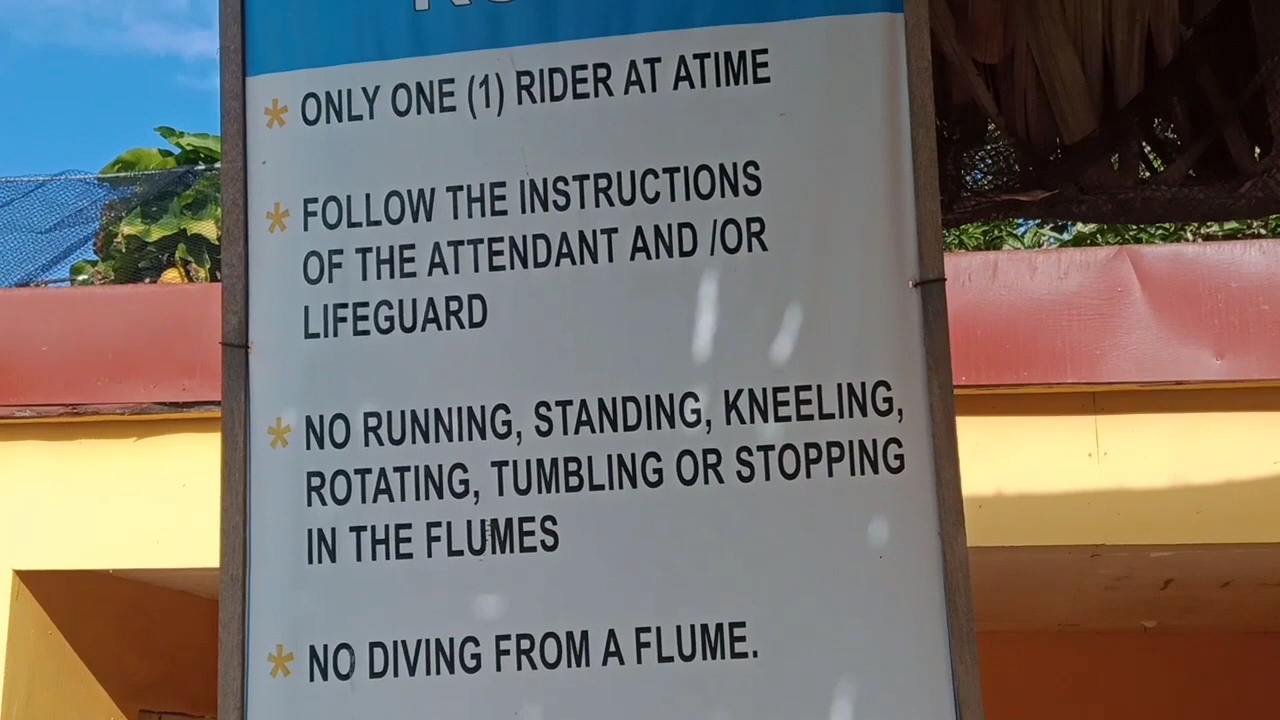 * ONLY ONE (1) RIDER AT ATIME
* FOLLOW THE INSTRUCTIONS
OF THE ATTENDANT AND /OR
LIFEGUARD
* NO RUNNING, STANDING, KNEELING,
ROTATING, TUMBLING OR STOPPING
IN THE FLUMES
* NO DIVING FROM A FLUME.